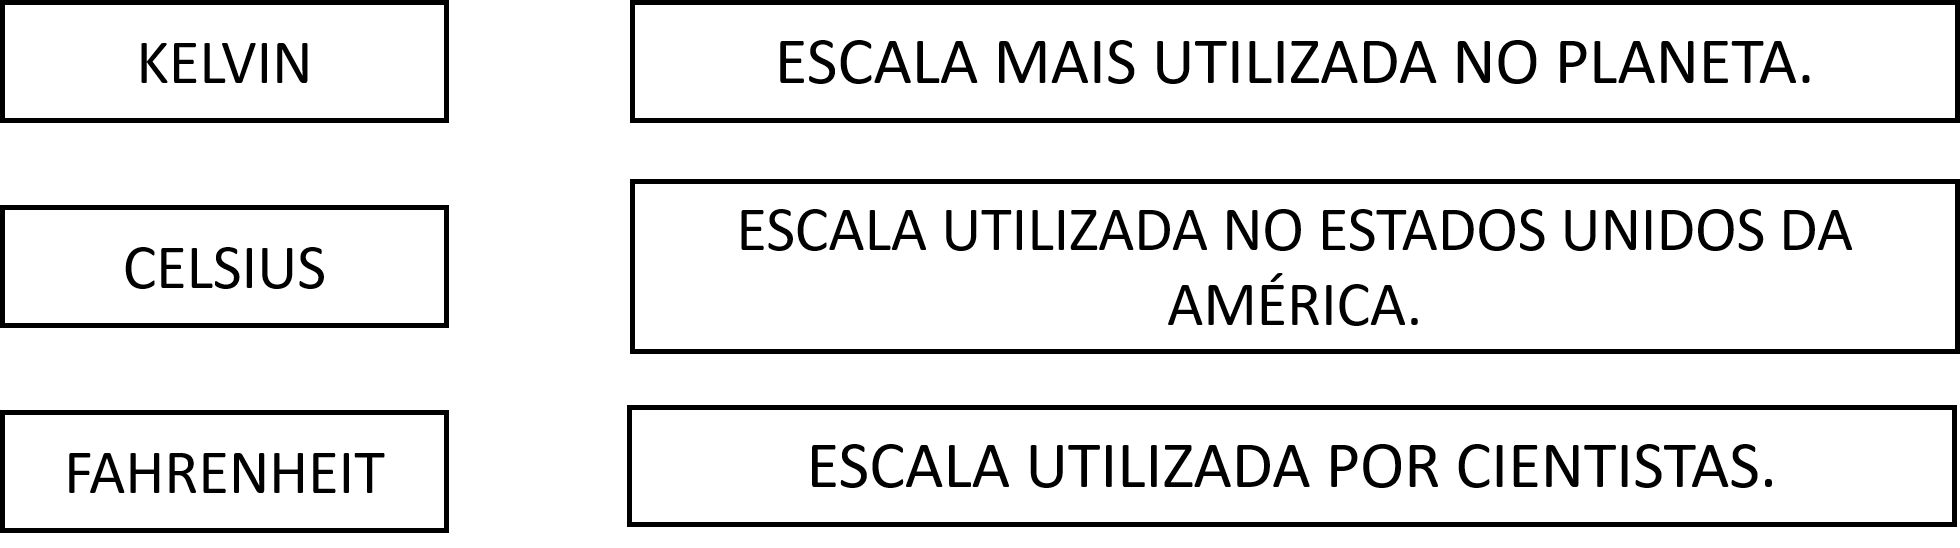 KELVIN
ESCALA MAIS UTILIZADA NO PLANETA.
CELSIUS
ESCALA UTILIZADA NO ESTADOS UNIDOS DA
AMÉRICA.
FAHRENHEIT
ESCALA UTILIZADA POR CIENTISTAS.